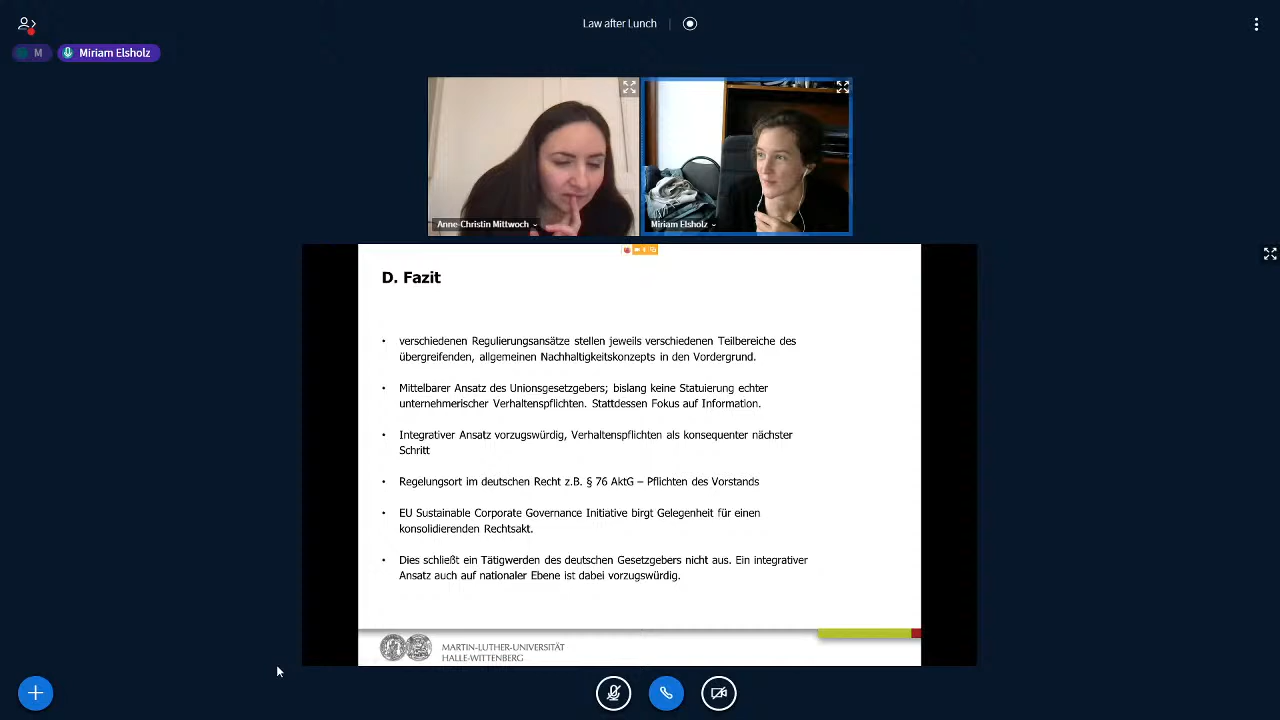 Law after Lunch
M
Miriam Elsholz
Anne-Christin Mittwoch
Miriam Elsholz
D. Fazit
• verschiedenen Regulierungsansätze stellen jeweils verschiedenen Teilbereiche des
übergreifenden, allgemeinen Nachhaltigkeitskonzepts in den Vordergrund.
• Mittelbarer Ansatz des Unionsgesetzgebers; bislang keine Statuierung echter
unternehmerischer Verhaltenspflichten. Stattdessen Fokus auf Information.
• Integrativer Ansatz vorzugswürdig, Verhaltenspflichten als konsequenter nächster
Schritt
• Regelungsort im deutschen Recht z.B. § 76 AktG – Pflichten des Vorstands
• EU Sustainable Corporate Governance Initiative birgt Gelegenheit für einen
konsolidierenden Rechtsakt.
• Dies schließt ein Tätigwerden des deutschen Gesetzgebers nicht aus. Ein integrativer
Ansatz auch auf nationaler Ebene ist dabei vorzugswürdig.
MARTIN-LUTHER-UNIVERSITÄT
HALLE-WITTENBERG